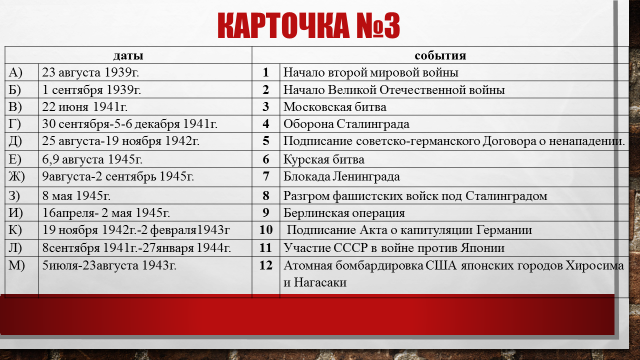 КАРТОЧКА №3
даты события
А) 23 августа 1939г. 1 Начало второй мировой войны
Б) 1 сентября 1939г. 2 Начало Великой Отечественной войны
В) 22 июня 1941г. 3 Московская битва
Г) 30 сентября-5-6 декабря 1941г. 4 Оборона Сталинграда
Д) 25 августа-19 ноября 1942г. 5 Подписание советско-германского Договора о ненападении.
Е) 6,9 августа 1945г. 6 Курская битва
Ж) 9августа-2 сентябрь 1945г. 7 Блокада Ленинграда
З) 8 мая 1945г. 8 Разгром фашистских войск под Сталинградом
И) 16апреля- 2 мая 1945г. 9 Берлинская операция
К) 19 ноября 1942г.-2 февраля1943г 10 Подписание Акта о капитуляции Германии
Л) 8сентября 1941г.-27января 1944г. 11 Участие СССР в войне против Японии
М) 5июля-23августа 1943г. 12 Атомная бомбардировка США японских городов Хиросима
и Нагасаки